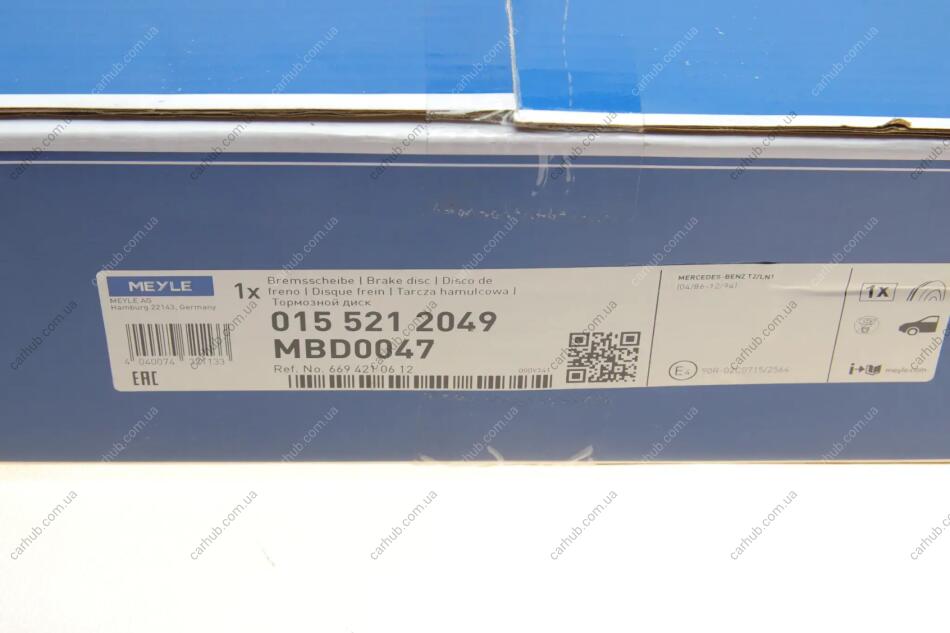 MEYLE
MEYLE AG
Hamburg 22143, Germany
EAC
1x
Bremsscheibe | Brake disc | Disco de
freno | Disque frein | Tarcza hamulcowa |
Тормозной диск
015 521 2049
MBD0047
Ref. No. 669 421 06 12
MERCEDES-BENZ T2/LN1
(04/86-12/94)
E4
90R-02C0715/2564
1X
meyle.com
carhub.com.ua